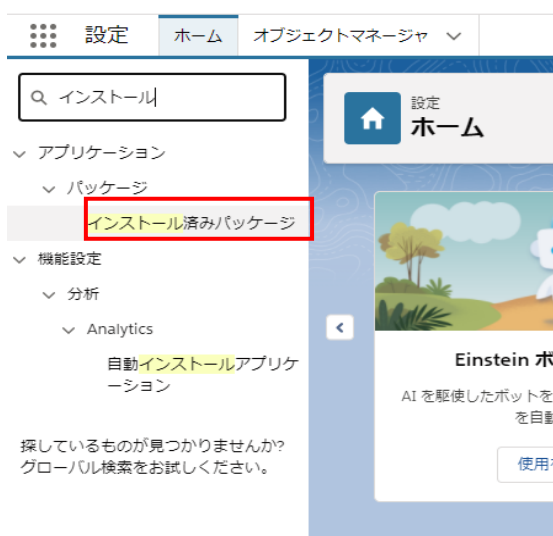 設定
ホーム
オブジェクトマネージャ
インストール
アプリケーション
パッケージ
インストール済みパッケージ
機能設定
分析
Analytics
自動インストールアプリケ
ーション
探しているものが見つかりませんか?
グローバル検索をお試しください。
設定
ホーム
Einstein
AI を駆使したボットを
を自動
使用